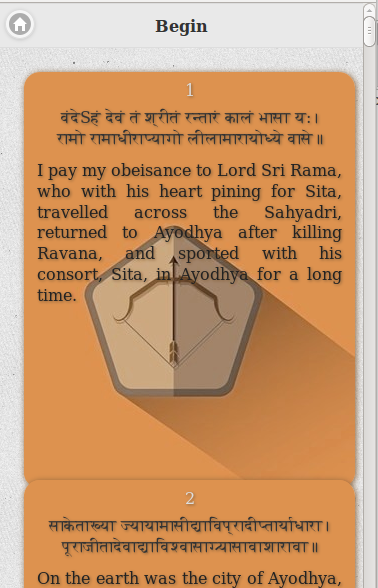 Begin
1
वंदेSहं देवं तं श्रीतं रन्तारं कालं भासा य:।
रामो रामाधीराप्यागो लीलामारायोध्ये वासे॥
I pay my obeisance to Lord Sri Rama,
who with his heart pining for Sita,
travelled across the Sahyadri,
returned to Ayodhya after killing
Ravana, and sported with his
consort, Sita, in Ayodhya for a long
time.
2
साकेताख्या ज्यायामासीद्याविप्रादीप्तार्याधारा।
पूराजीतादेवाद्याविश्वासाग्र्यासावाशारावा॥
On the earth was the city of Ayodhya,